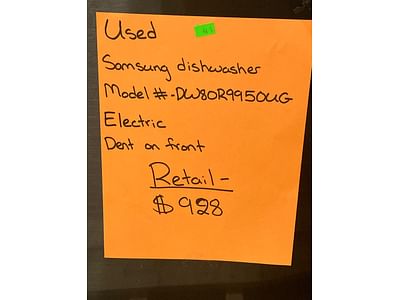 Used
Samsung dishwasher
Model #-DW80R9950UG
Electric
Dent on front
Retail-
$928